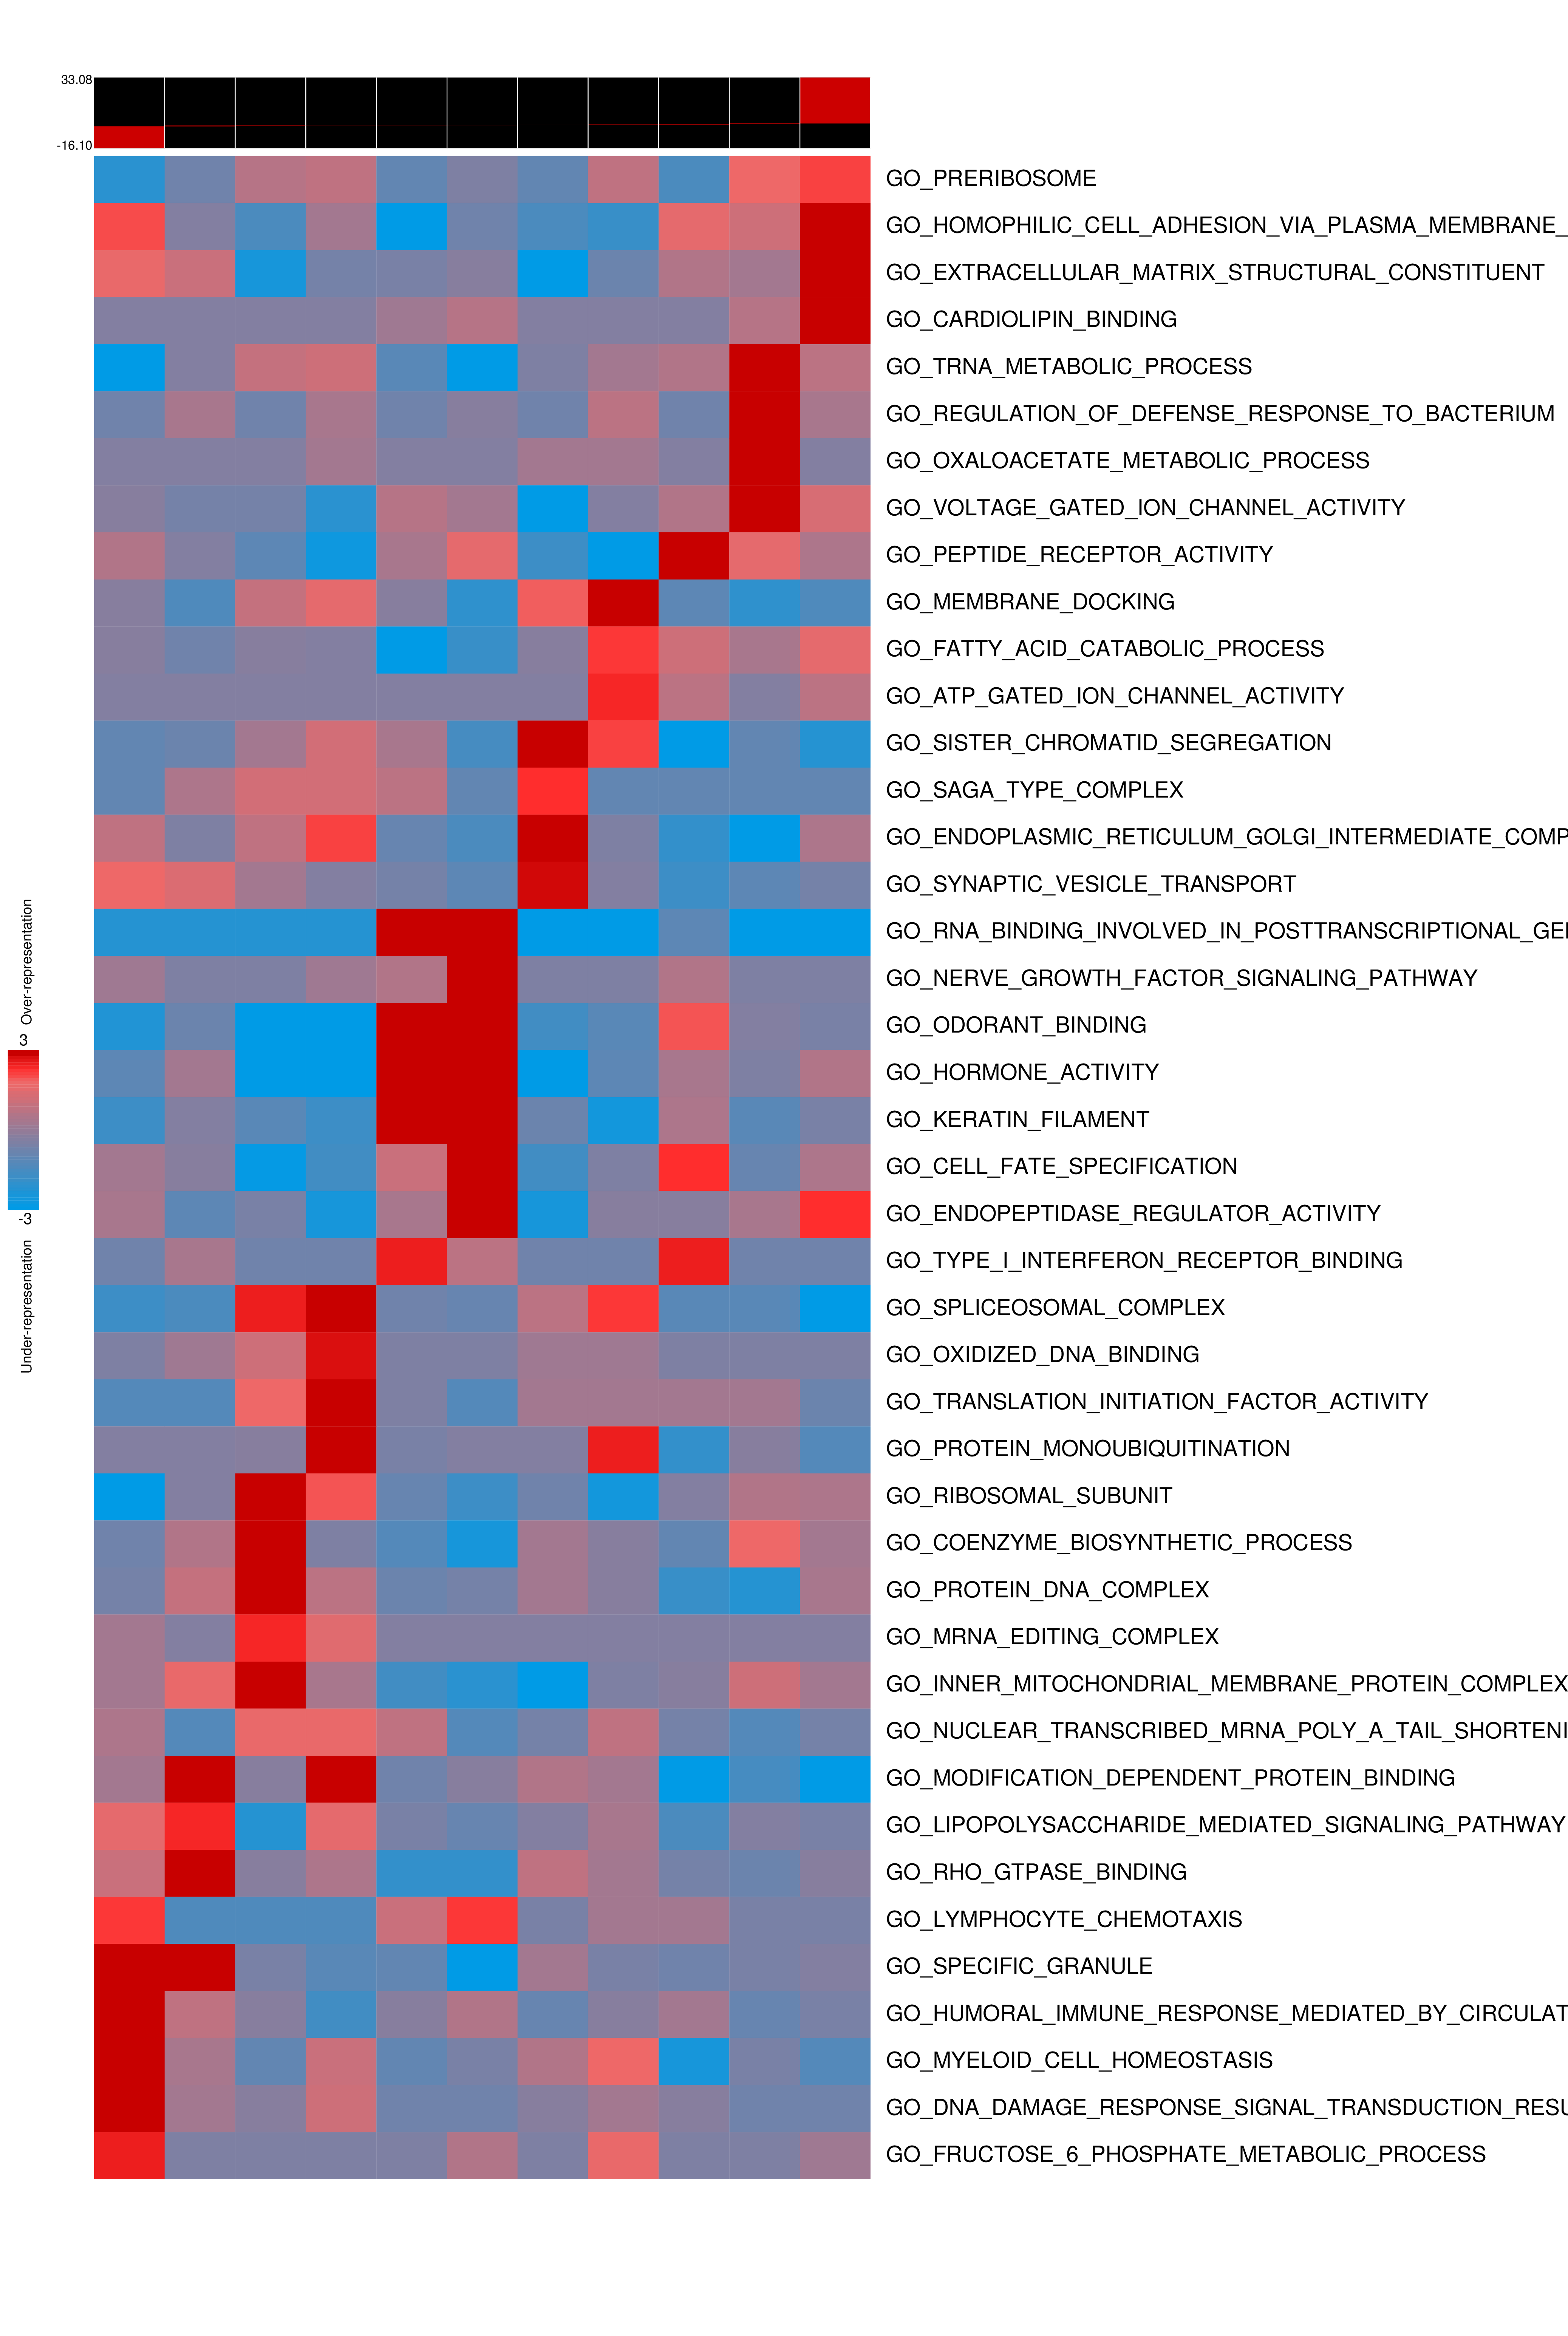 33.08
-16.10
GO_PRERIBOSOME
GO_HOMOPHILIC_CELL_ADHESION_VIA_PLASMA_MEMBRANE_
GO_EXTRACELLULAR_MATRIX_STRUCTURAL_CONSTITUENT
GO_CARDIOLIPIN_BINDING
GO_TRNA_METABOLIC_PROCESS
GO_REGULATION_OF_DEFENSE_RESPONSE_TO_BACTERIUM
GO_OXALOACETATE_METABOLIC_PROCESS
GO_VOLTAGE_GATED_ION_CHANNEL_ACTIVITY
GO_PEPTIDE_RECEPTOR_ACTIVITY
GO_MEMBRANE_DOCKING
GO_FATTY_ACID_CATABOLIC_PROCESS
GO_ATP_GATED_ION_CHANNEL_ACTIVITY
GO_SISTER_CHROMATID_SEGREGATION
GO_SAGA_TYPE_COMPLEX
GO_ENDOPLASMIC_RETICULUM_GOLGI_INTERMEDIATE_COMP
GO_SYNAPTIC_VESICLE_TRANSPORT
GO_RNA_BINDING_INVOLVED_IN_POSTTRANSCRIPTIONAL_GE
GO_NERVE_GROWTH_FACTOR_SIGNALING_PATHWAY
GO_ODORANT_BINDING
GO_HORMONE_ACTIVITY
GO_KERATIN_FILAMENT
GO_CELL_FATE_SPECIFICATION
GO_ENDOPEPTIDASE_REGULATOR_ACTIVITY
GO_TYPE_I_INTERFERON_RECEPTOR_BINDING
GO_SPLICEOSOMAL_COMPLEX
GO_OXIDIZED_DNA_BINDING
GO_TRANSLATION_INITIATION_FACTOR_ACTIVITY
GO_PROTEIN_MONOUBIQUITINATION
GO_RIBOSOMAL_SUBUNIT
GO_COENZYME_BIOSYNTHETIC_PROCESS
GO_PROTEIN_DNA_COMPLEX
GO_MRNA_EDITING_COMPLEX
GO_INNER_MITOCHONDRIAL_MEMBRANE_PROTEIN_COMPLEX
GO_NUCLEAR_TRANSCRIBED_MRNA_POLY_A_TAIL_SHORTENI
GO_MODIFICATION_DEPENDENT_PROTEIN_BINDING
GO_LIPOPOLYSACCHARIDE_MEDIATED_SIGNALING_PATHWAY
GO_RHO_GTPASE_BINDING
GO_LYMPHOCYTE_CHEMOTAXIS
GO_SPECIFIC_GRANULE
GO_HUMORAL_IMMUNE_RESPONSE_MEDIATED_BY_CIRCULAT
GO_MYELOID_CELL_HOMEOSTASIS
GO_DNA_DAMAGE_RESPONSE_SIGNAL_TRANSDUCTION_RESU
GO_FRUCTOSE_6_PHOSPHATE_METABOLIC_PROCESS
Over-representation
3
-3
Under-representation